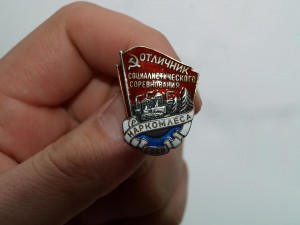 ОТЛИЧНИК
СОЦИАЛИСТИЧЕСКОГО
СОРЕВНОВАНИЯ
НАРКОМЛЕСА